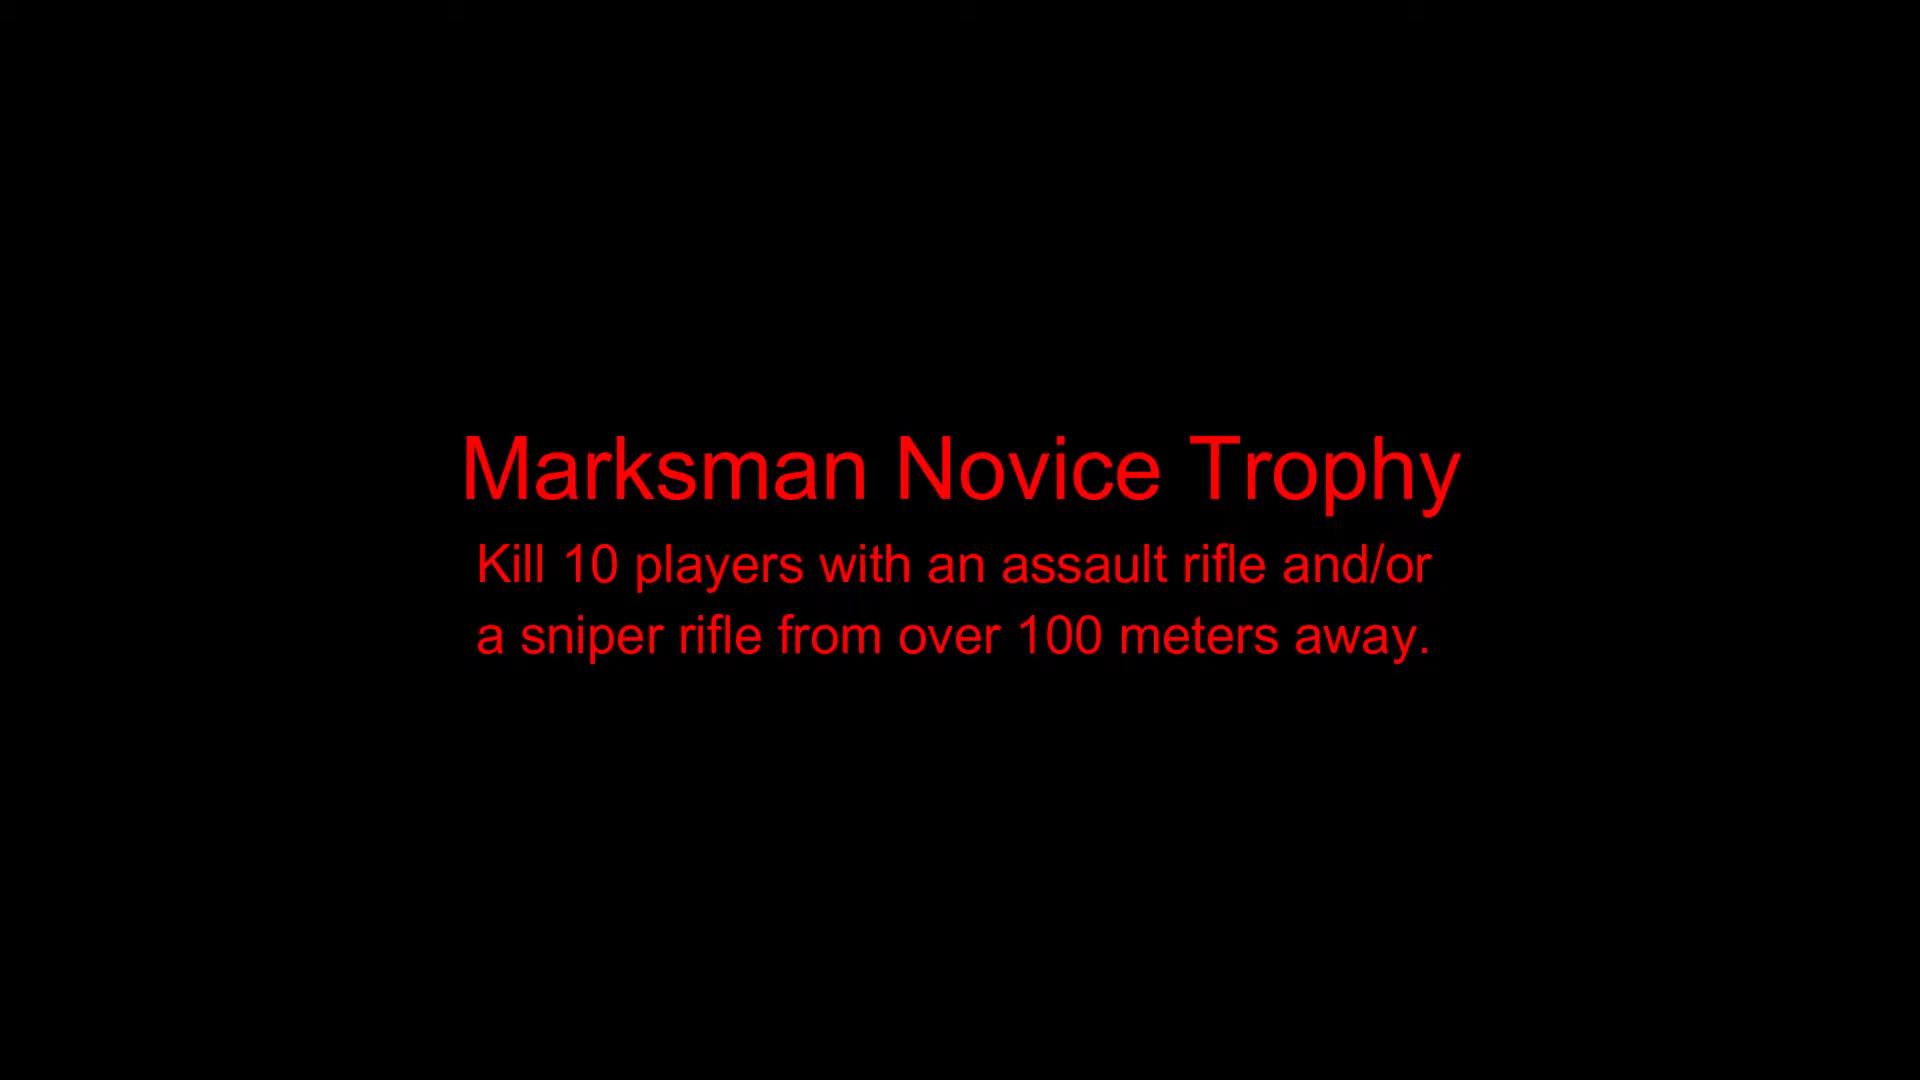 Marksman Novice Trophy
Kill 10 players with an assault rifle and/or
a sniper rifle from over 100 meters away.